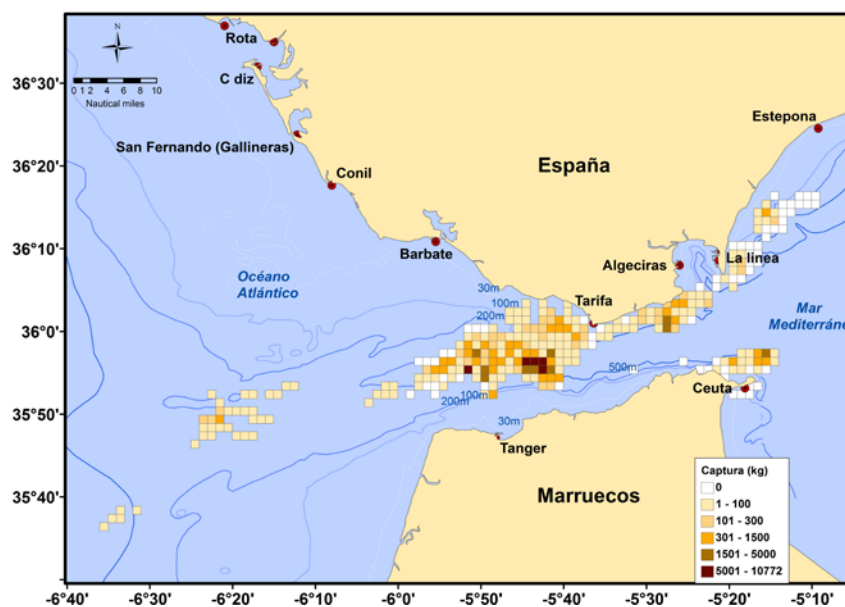 N
Rota
C diz
0 1 2 4 6 8 10
Nautical miles
San Fernando (Gallineras)
Conil
Barbate
España
Estepona
Algeciras
La linea
Océano
Atlántico
Tarifa
Mar
Mediterráne
30m
100m
200m
500m
100m
200m
30m
Ceuta
Tanger
Marruecos
Captura (kg)
0
1 - 100
101 - 300
301 - 1500
1501 - 5000
5001 - 10772
36°30'
36°20'
36°10'
36°0'
35°50'
35°40'
-6°40' -6°30' -6°20' -6°10' -6°0' -5°50' -5°40' -5°30' -5°20' -5°10'